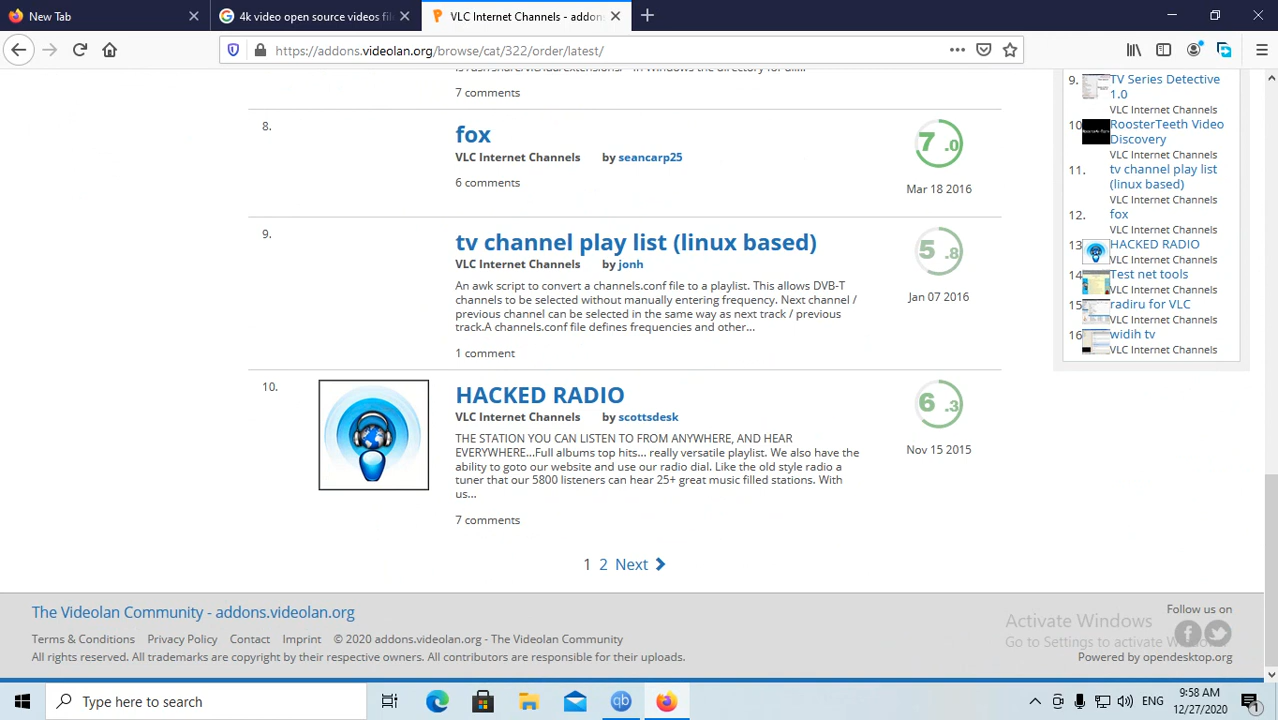 New Tab
4k video open source videos fil
VLC Internet Channels - addon
https://addons.videolan.org/browse/cat/322/order/latest/
7 comments
8.
fox
VLC Internet Channels by seancarp25
6 comments
7.0
Mar 18 2016
9.
tv channel play list (linux based)
VLC Internet Channels by jonh
An awk script to convert a channels.conf file to a playlist. This allows DVB-T
channels to be selected without manually entering frequency. Next channel /
previous channel can be selected in the same way as next track / previous
track.A channels.conf file defines frequencies and other...
1 comment
5.8
Jan 07 2016
10.
HACKED RADIO
VLC Internet Channels by scottsdesk
THE STATION YOU CAN LISTEN TO FROM ANYWHERE, AND HEAR
EVERYWHERE...Full albums top hits... really versatile playlist. We also have the
ability to goto our website and use our radio dial. Like the old style radio a
tuner that our 5800 listeners can hear 25+ great music filled stations. With
us...
7 comments
6.3
Nov 15 2015
1 2 Next
9. TV Series Detective
1.0
VLC Internet Channels
10 RoosterTeeth Video
Discovery
VLC Internet Channels
11. tv channel play list
(linux based)
VLC Internet Channels
12. fox
VLC Internet Channels
13 HACKED RADIO
VLC Internet Channels
14 Test net tools
VLC Internet Channels
15 radiru for VLC
VLC Internet Channels
16 widih tv
VLC Internet Channels
The Videolan Community - addons.videolan.org
Terms & Conditions Privacy Policy Contact Imprint © 2020 addons.videolan.org - The Videolan Community
All rights reserved. All trademarks are copyright by their respective owners. All contributors are responsible for their uploads.
Follow us on
Activate Windows
Go to Settings to activate Windows.
Powered by opendesktop.org
Type here to search
qb
ENG
9:58 AM
12/27/2020
1